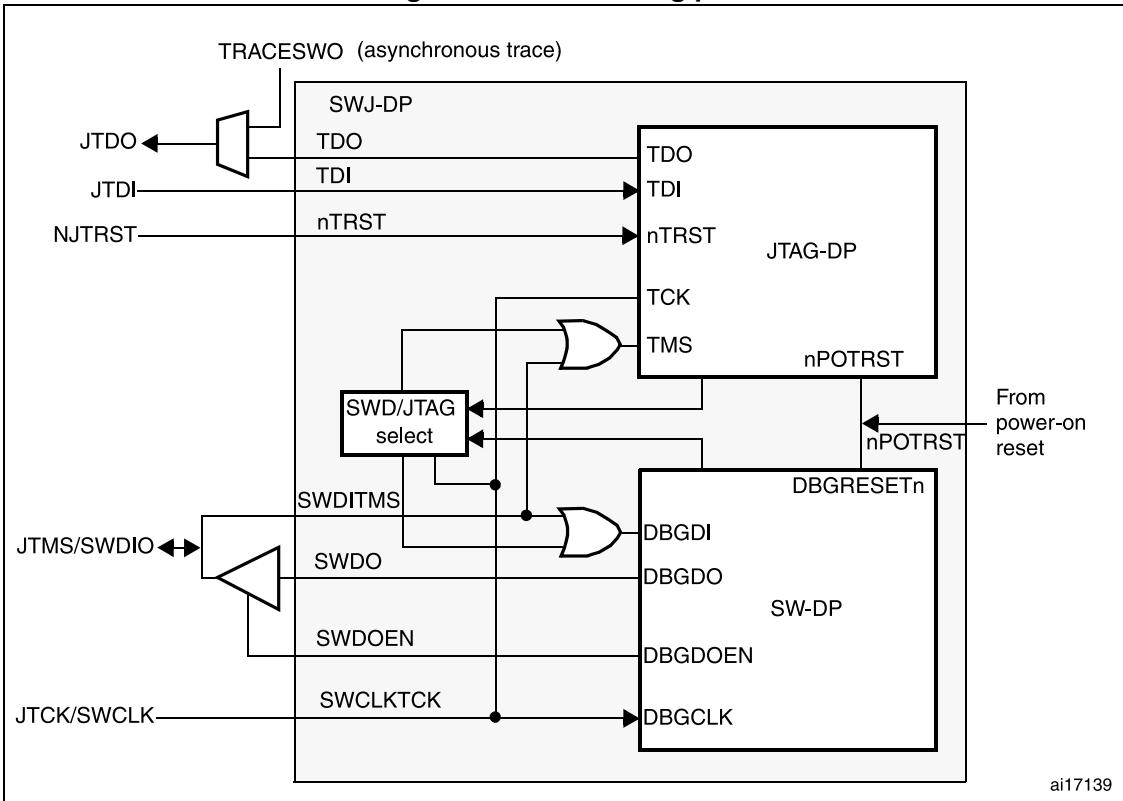 TRACESWO (asynchronous trace)
SWJ-DP
JTDO
TDO
TDO
JTDI
TDI
TDI
NJTRST
nTRST
nTRST
JTAG-DP
TCK
TMS
nPOTRST
SWD/JTAG
select
From
power-on
reset
nPOTRST
DBGRESETn
SWDITMS
DBGDI
JTMS/SWDIO
SWDO
DBGDO
SW-DP
SWDOEN
DBGDOEN
JTCK/SWCLK
SWCLKTCK
DBGCLK
ai17139